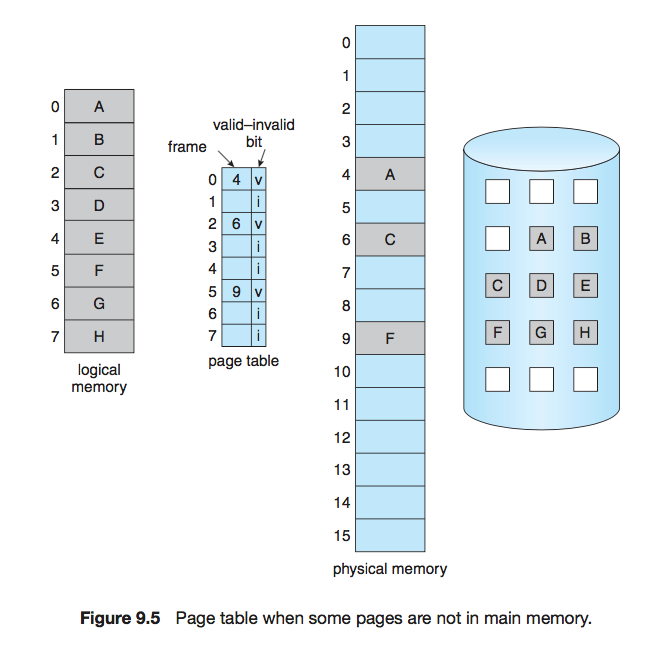 0 A
1 B
2 C
3 D
4 E
5 F
6 G
7 H
logical
memory
frame
valid–invalid
bit
0 4 v
1 i
2 6 v
3 i
4 i
5 9 v
6 i
7 i
page table
0
1
2
3
4 A
5
6 C
7
8
9 F
10
11
12
13
14
15
physical memory
A B
C D E
F G H
Figure 9.5 Page table when some pages are not in main memory.